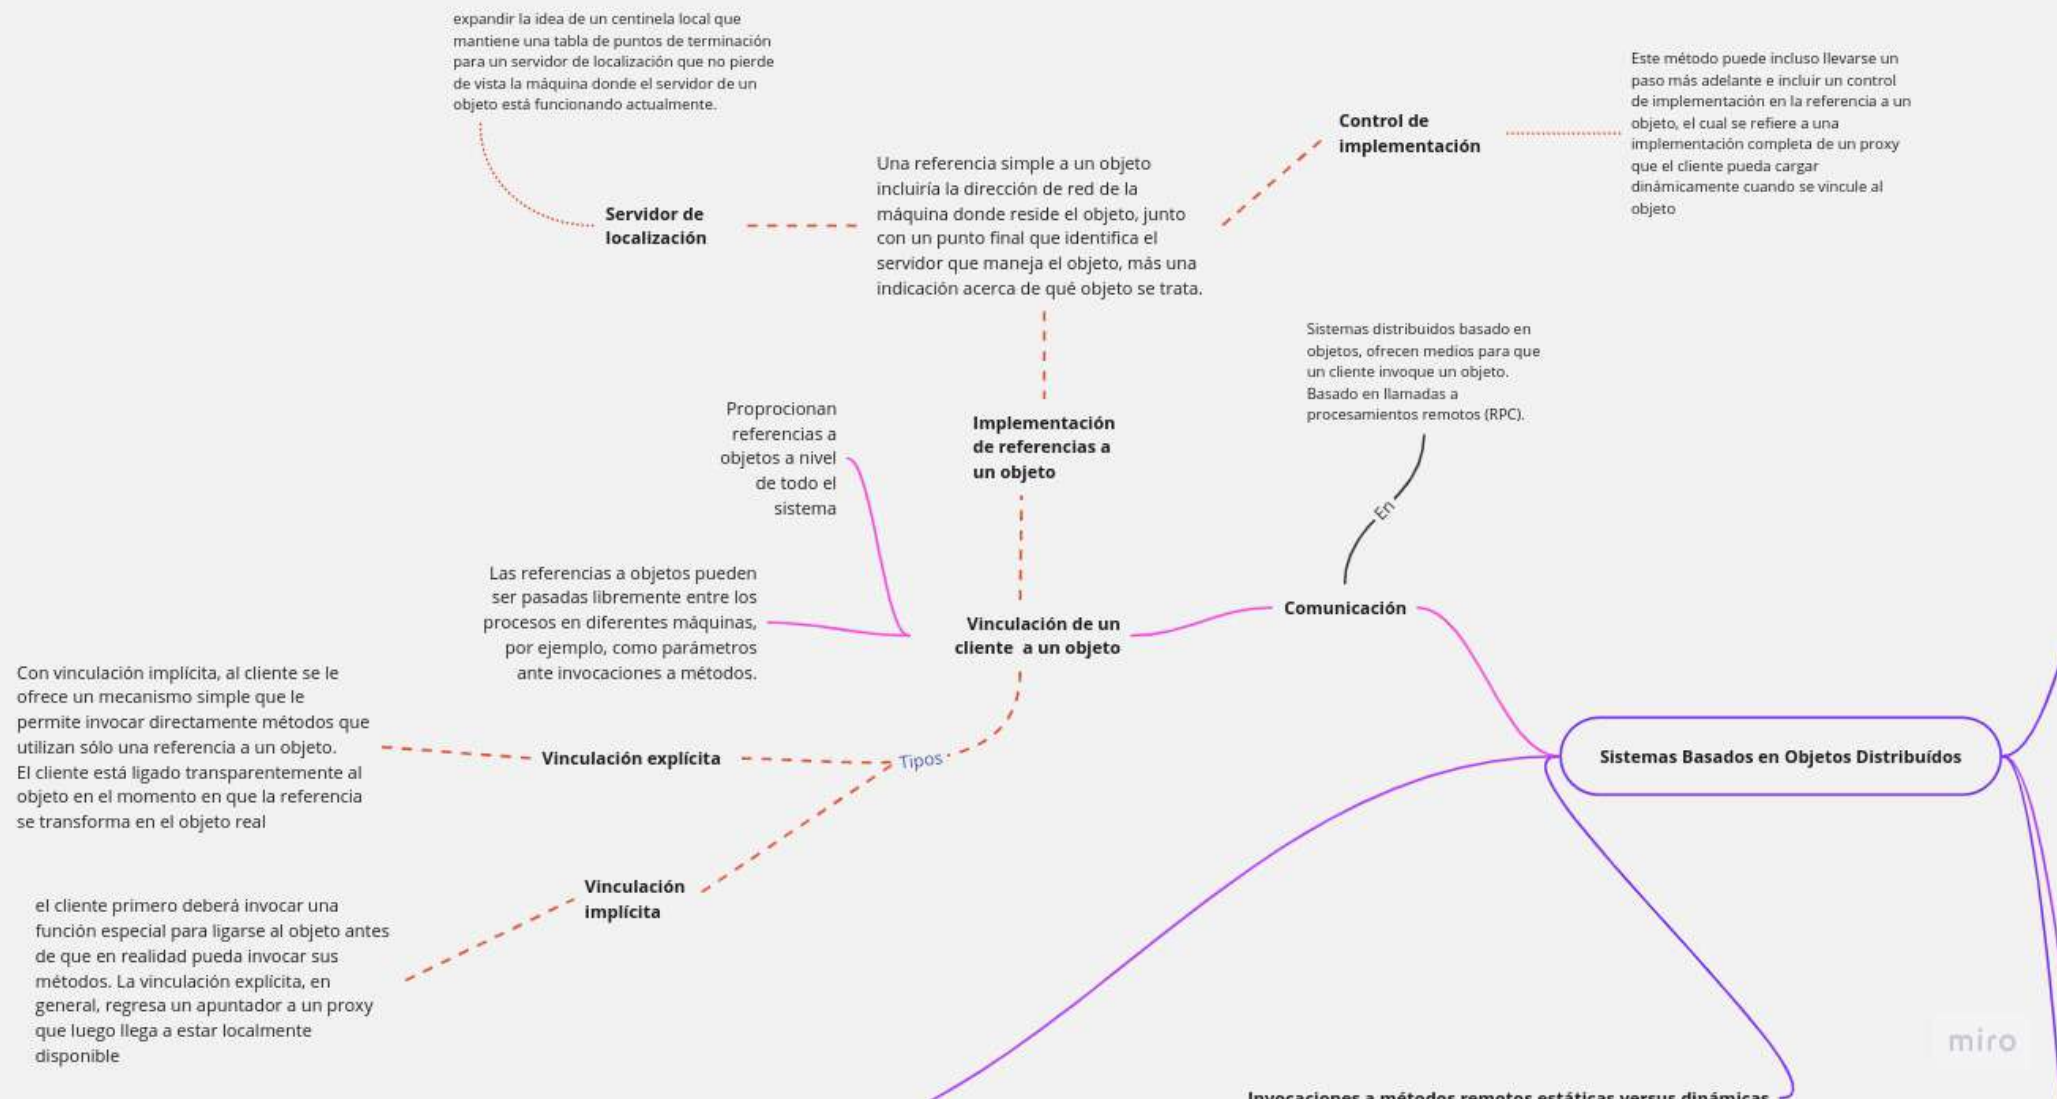 expandir la idea de un centinela local que
mantiene una tabla de puntos de terminación
para un servidor de localización que no pierde
de vista la máquina donde el servidor de un
objeto está funcionando actualmente.
Servidor de
localización
Una referencia simple a un objeto
incluiría la dirección de red de la
máquina donde reside el objeto, junto
con un punto final que identifica el
servidor que maneja el objeto, más una
indicación acerca de qué objeto se trata.
Control de
implementación
Este método puede incluso llevarse un
paso más adelante e incluir un control
de implementación en la referencia a un
objeto, el cual se refiere a una
implementación completa de un proxy
que el cliente pueda cargar
dinámicamente cuando se vincule al
objeto
Sistemas distribuidos basado en
objetos, ofrecen medios para que
un cliente invoque un objeto.
Basado en llamadas a
procesamientos remotos (RPC).
En
Comunicación
Implementación
de referencias a
un objeto
Proprocionan
referencias a
objetos a nivel
de todo el
sistema
Las referencias a objetos pueden
ser pasadas libremente entre los
procesos en diferentes máquinas,
por ejemplo, como parámetros
ante invocaciones a métodos.
Vinculación de un
cliente a un objeto
Tipos
Vinculación explícita
Con vinculación implícita, al cliente se le
ofrece un mecanismo simple que le
permite invocar directamente métodos que
utilizan sólo una referencia a un objeto.
El cliente está ligado transparentemente al
objeto en el momento en que la referencia
se transforma en el objeto real
Vinculación
implícita
el cliente primero deberá invocar una
función especial para ligarse al objeto antes
de que en realidad pueda invocar sus
métodos. La vinculación explícita, en
general, regresa un apuntador a un proxy
que luego llega a estar localmente
disponible
Sistemas Basados en Objetos Distribuídos
miro
Invocaciones a métodos remotos estáticas versus dinámicas